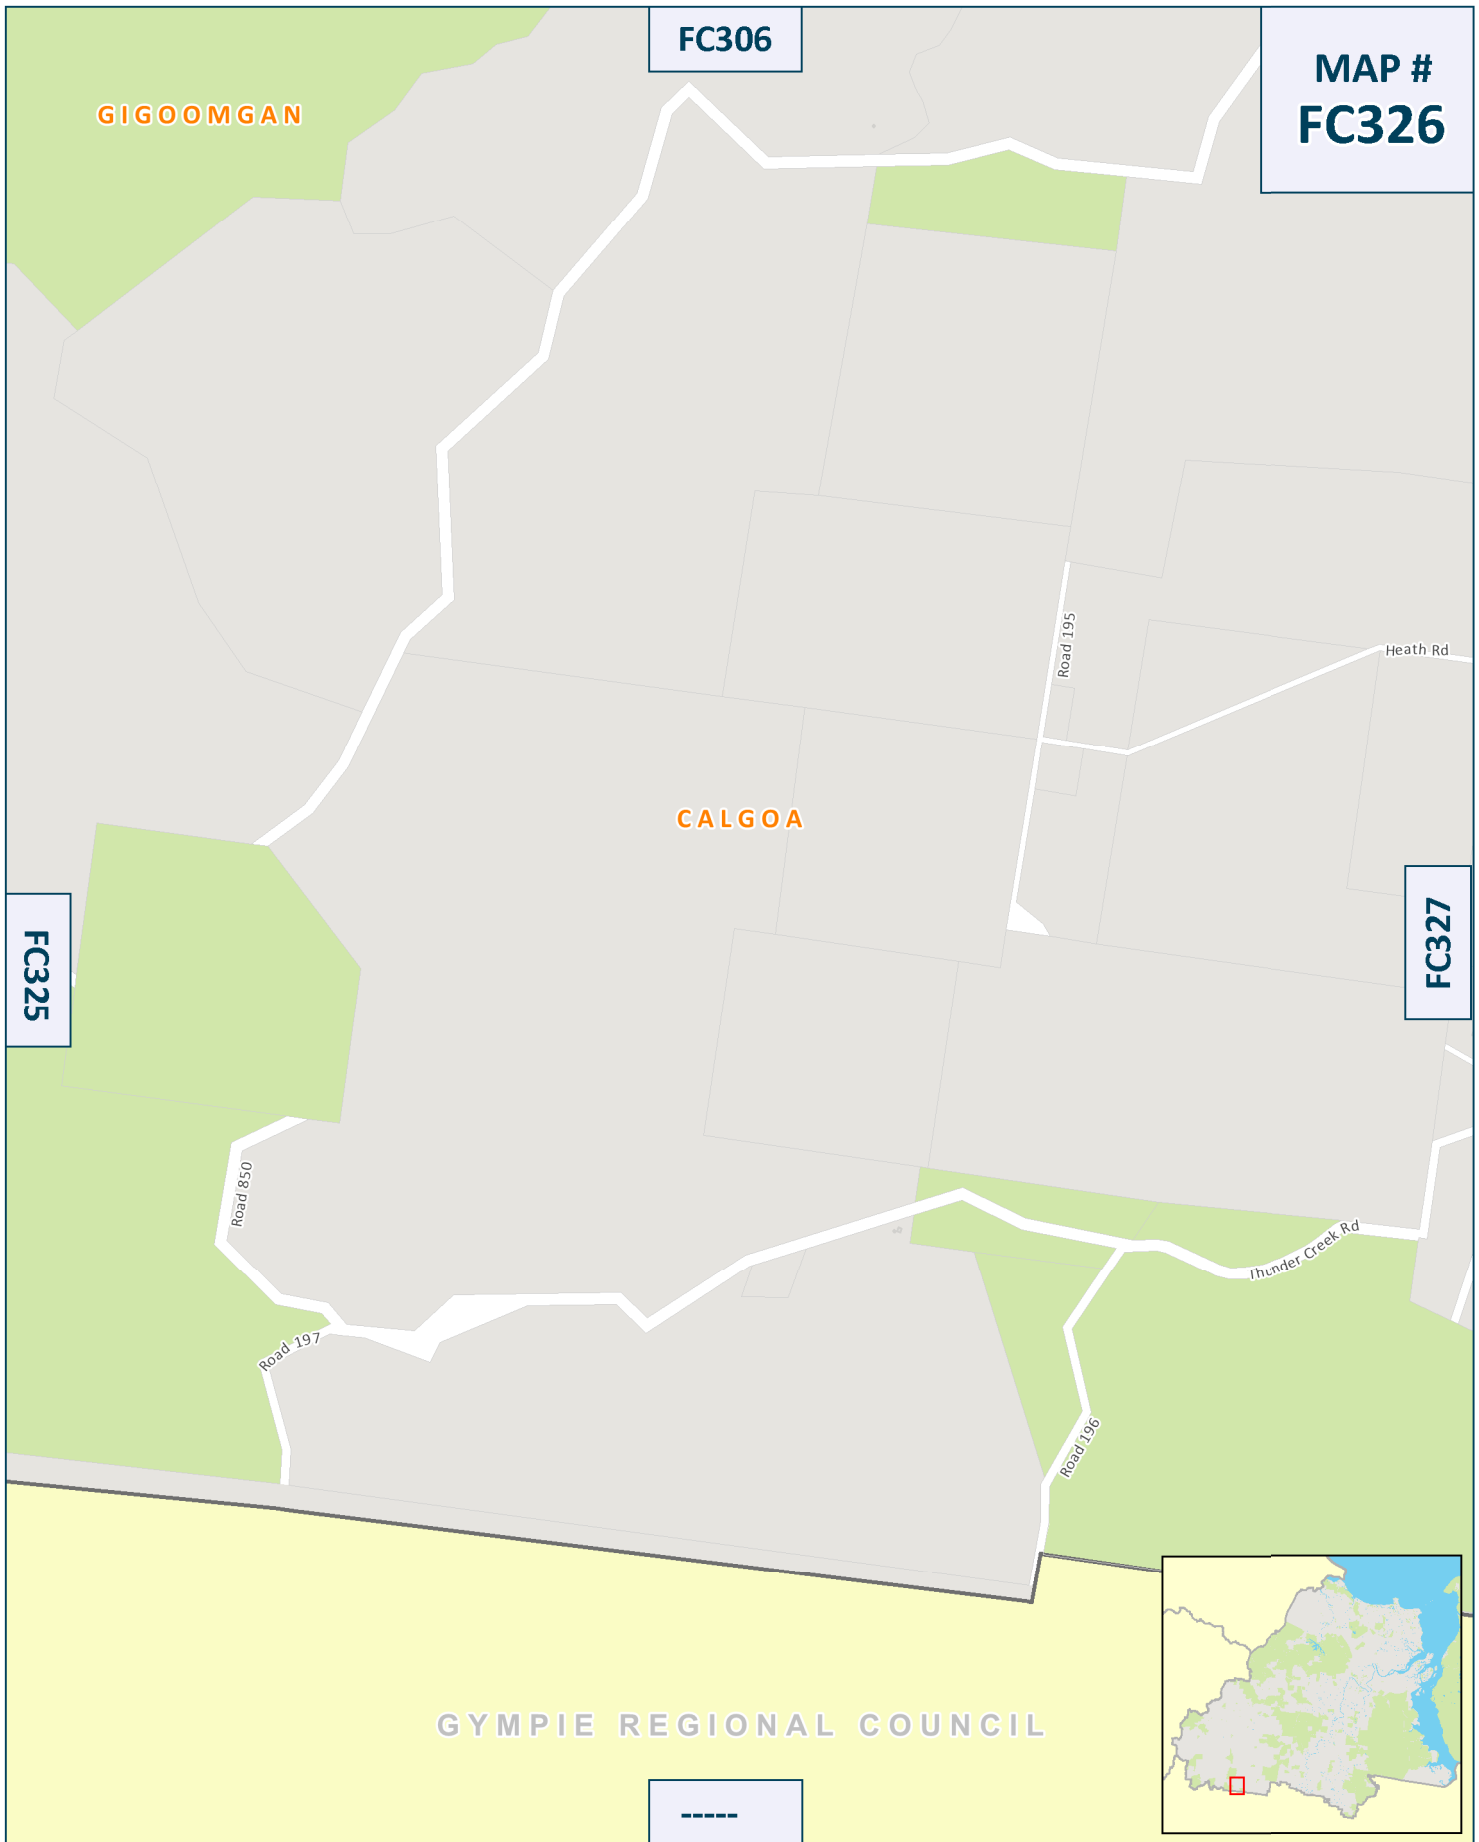 FC306
MAP #
FC326
GIGOOMGAN
Road 195
Heath Rd
CALGOA
FC325
FC327
Road 850
Thunder Creek Rd
Road 197
Road 196
GYMPIE REGIONAL COUNCIL
-----